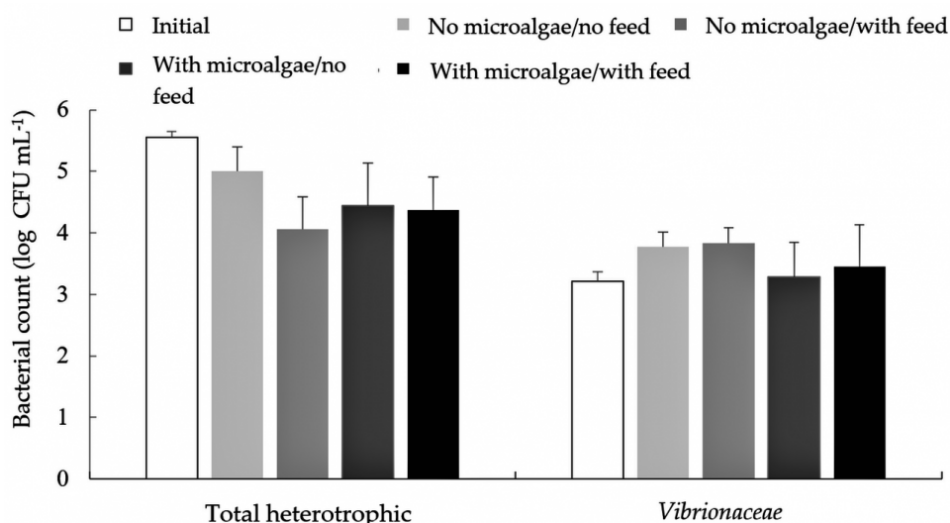 Initial
No microalgae/no feed
No microalgae/with feed
With microalgae/no
feed
With microalgae/with feed
Bacterial count (log CFU mL-1)
6
5
4
3
2
1
0
Total heterotrophic
Vibrionaceae